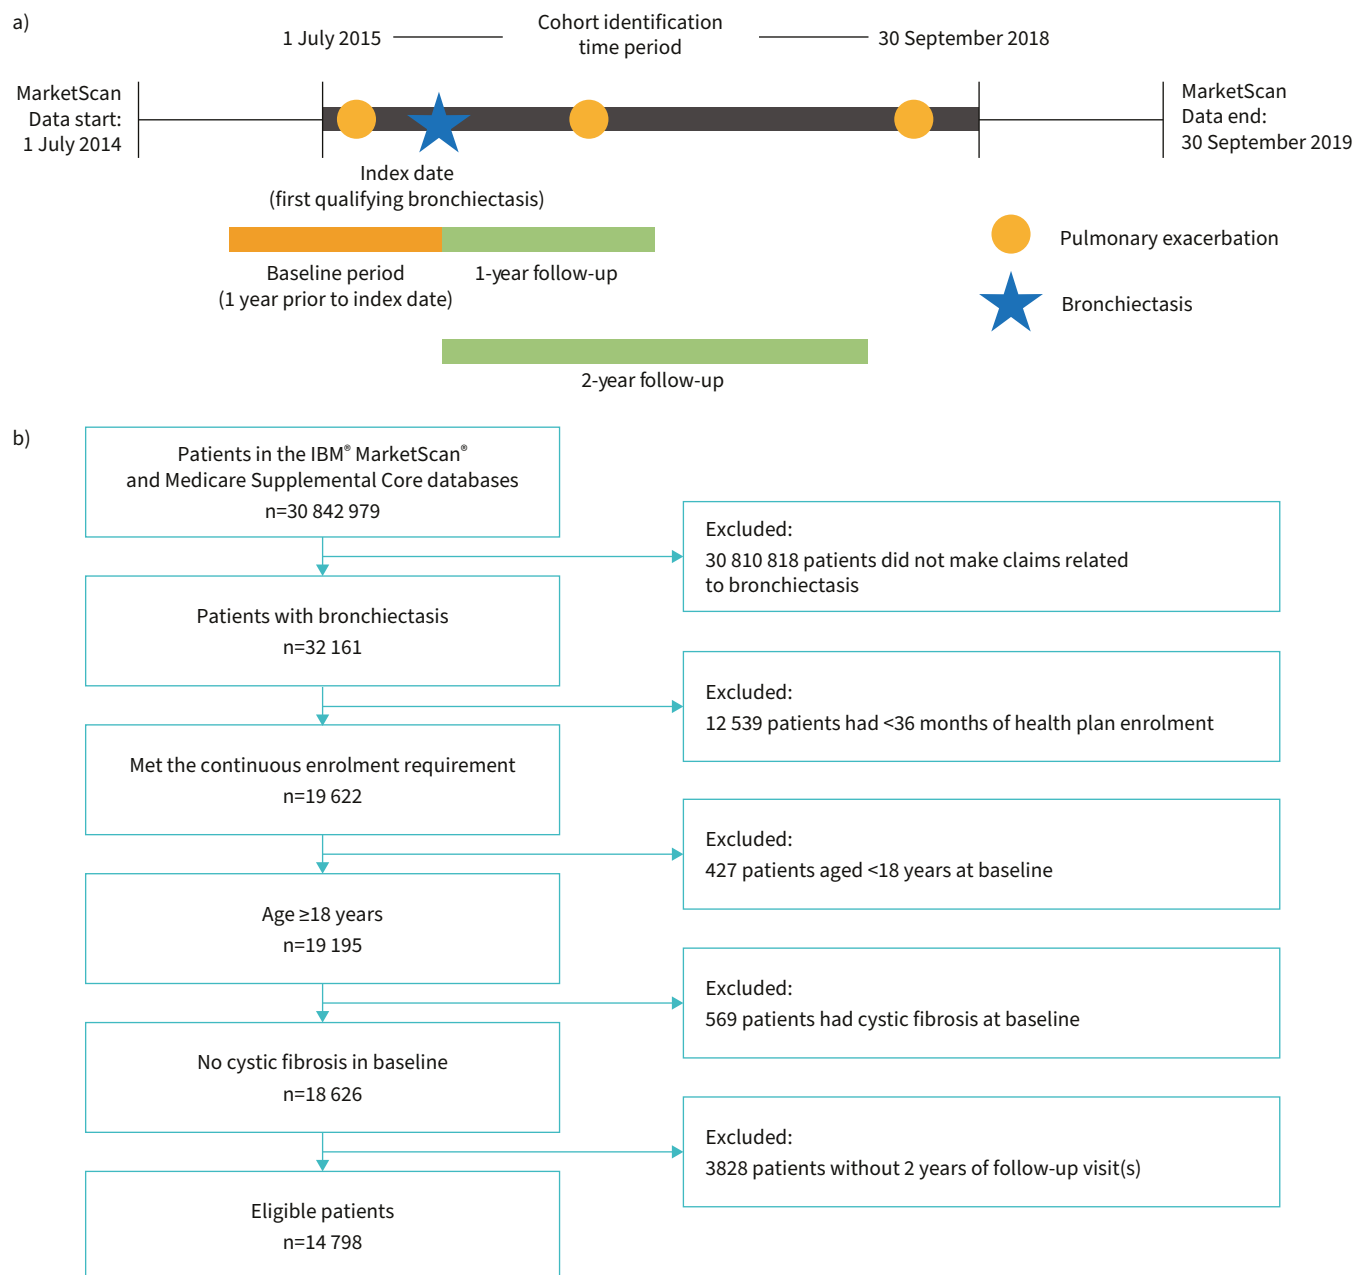 a)
1 July 2015
Cohort identification
time period
30 September 2018
MarketScan
Data start:
1 July 2014
MarketScan
Data end:
30 September 2019
Index date
(first qualifying bronchiectasis)
Baseline period
(1 year prior to index date)
1-year follow-up
2-year follow-up
Pulmonary exacerbation
Bronchiectasis
b)
Patients in the IBM® MarketScan®
and Medicare Supplemental Core databases
n=30 842 979
Excluded:
30 810 818 patients did not make claims related
to bronchiectasis
Patients with bronchiectasis
n=32 161
Excluded:
12 539 patients had <36 months of health plan enrolment
Met the continuous enrolment requirement
n=19 622
Excluded:
427 patients aged <18 years at baseline
Age ≥18 years
n=19 195
Excluded:
569 patients had cystic fibrosis at baseline
No cystic fibrosis in baseline
n=18 626
Excluded:
3828 patients without 2 years of follow-up visit(s)
Eligible patients
n=14 798